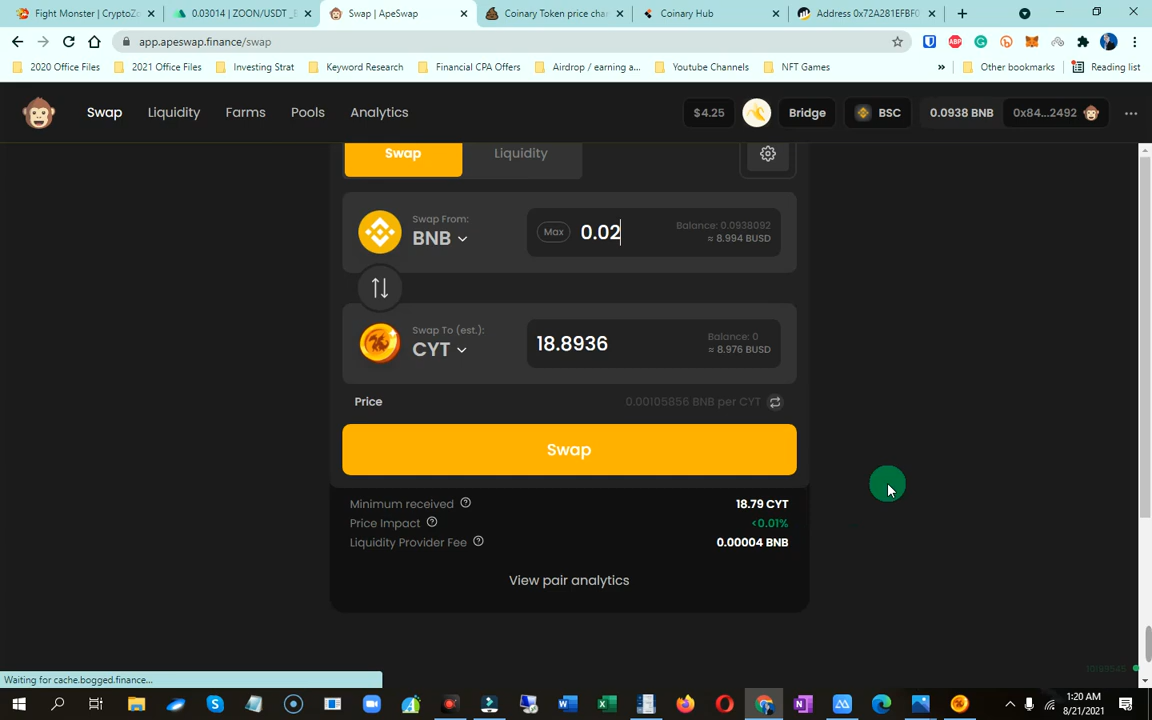 Fight Monster | CryptoZo
0.03014 | ZOON/USDT _
Swap | ApeSwap
Coinary Token price char
Coinary Hub
Address 0x72A281EFBF0
app.apeswap.finance/swap
2020 Office Files
2021 Office Files
Investing Strat
Keyword Research
Financial CPA Offers
Airdrop / earning a...
Youtube Channels
NFT Games
»
Other bookmarks
Reading list
Swap
Liquidity
Farms
Pools
Analytics
$4.25
Bridge
BSC
0.0938 BNB
0x84...2492
Swap
Liquidity
Swap From:
BNB
Max
0.02
Balance: 0.0938092
≈ 8.994 BUSD
Swap To (est.):
CYT
18.8936
Balance: 0
≈ 8.976 BUSD
Price
0.00105856 BNB per CYT
Swap
Minimum received
18.79 CYT
Price Impact
<0.01%
Liquidity Provider Fee
0.00004 BNB
View pair analytics
Waiting for cache.bogged.finance...
1:20 AM
8/21/2021